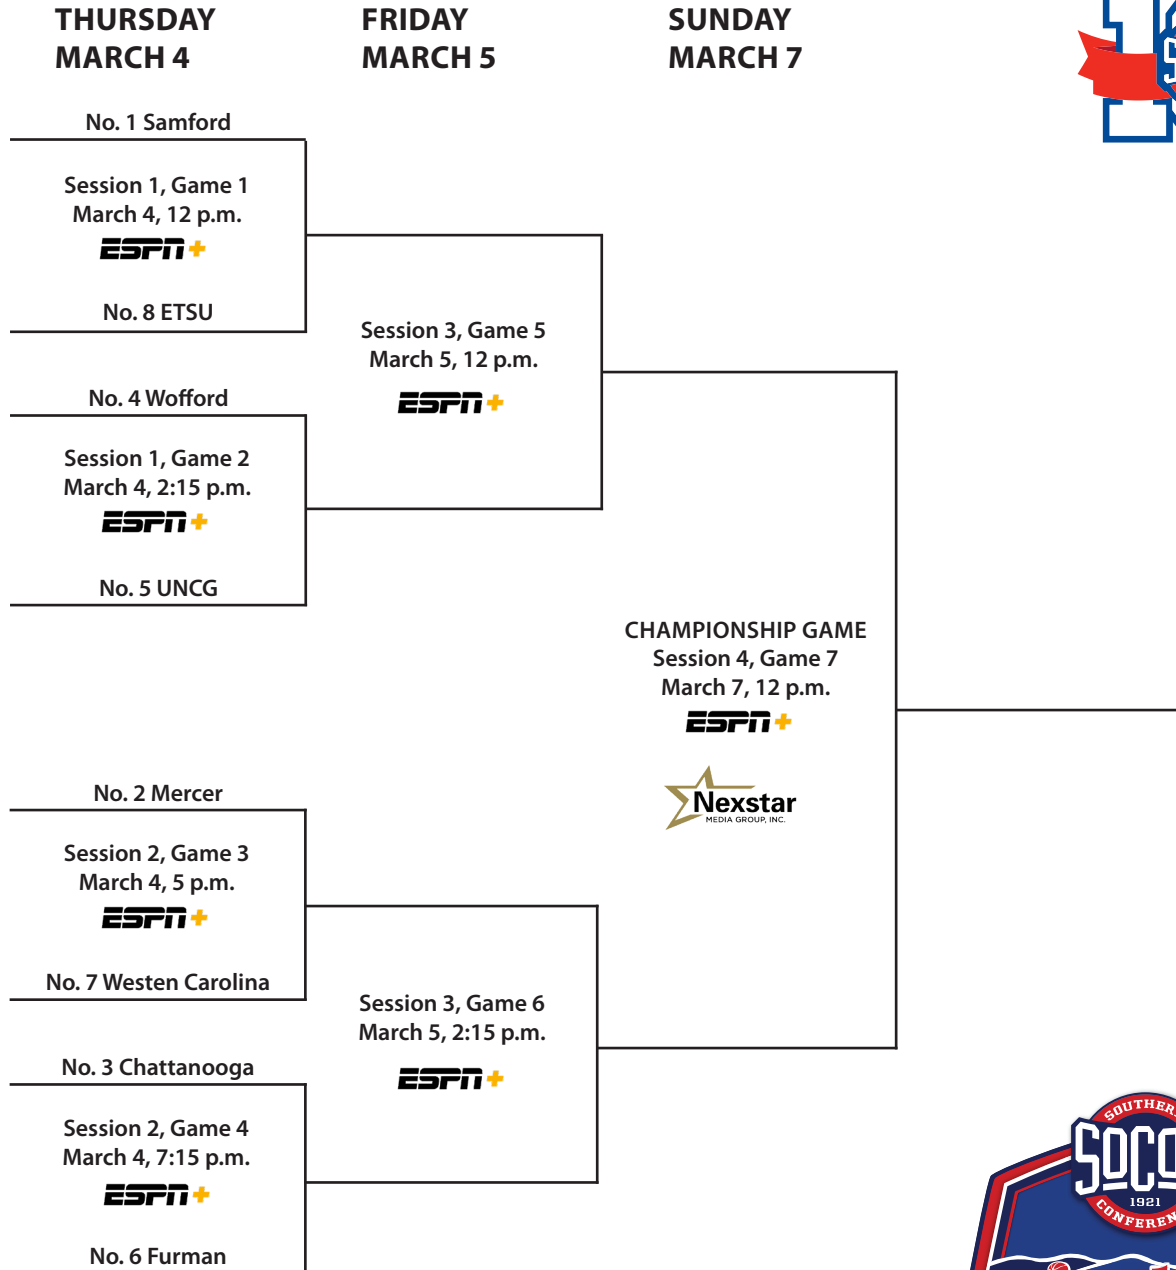 THURSDAY
MARCH 4
FRIDAY
MARCH 5
SUNDAY
MARCH 7
No. 1 Samford
Session 1, Game 1
March 4, 12 p.m.
ESPN+
No. 8 ETSU
Session 3, Game 5
March 5, 12 p.m.
ESPN+
No. 4 Wofford
Session 1, Game 2
March 4, 2:15 p.m.
ESPN+
No. 5 UNCG
CHAMPIONSHIP GAME
Session 4, Game 7
March 7, 12 p.m.
ESPN+
Nexstar
MEDIA GROUP, INC.
No. 2 Mercer
Session 2, Game 3
March 4, 5 p.m.
ESPN+
No. 7 Westen Carolina
Session 3, Game 6
March 5, 2:15 p.m.
ESPN+
No. 3 Chattanooga
Session 2, Game 4
March 4, 7:15 p.m.
ESPN+
No. 6 Furman
SOUTHER
SOCO
1921
CONFEREN